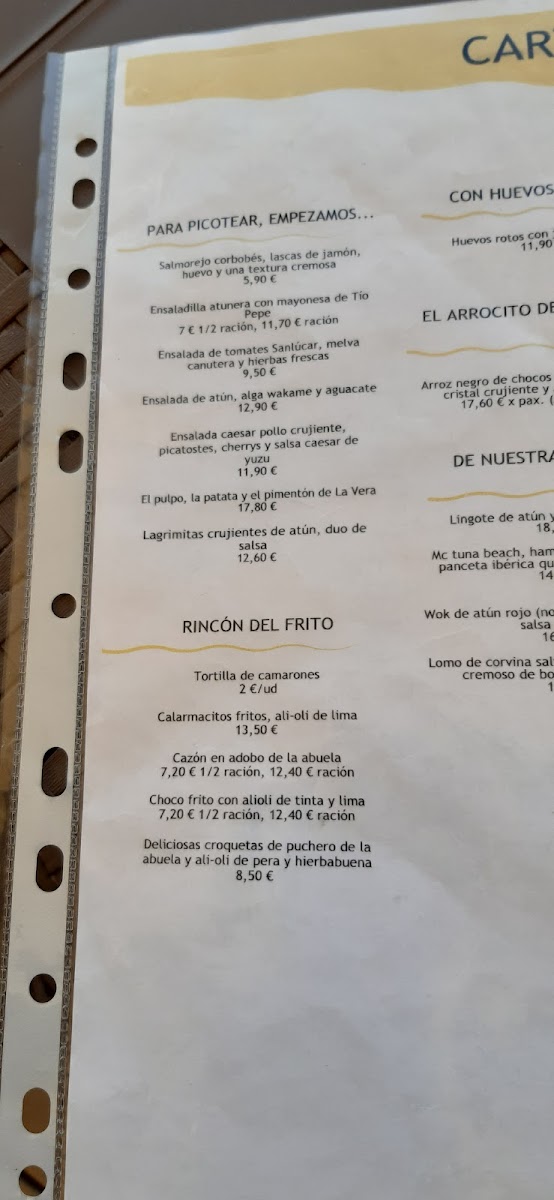 PARA PICOTEAR, EMPEZAMOS...
Salmorejo corbobés, lascas de jamón,
huevo y una textura cremosa
5,90 €
Ensaladilla atunera con mayonesa de Tío
Pepe
7 € 1/2 ración, 11,70 € ración
Ensalada de tomates Sanlúcar, melva
canutera y hierbas frescas
9,50 €
Ensalada de atún, alga wakame y aguacate
12,90 €
Ensalada caesar pollo crujiente,
picatostes, cherrys y salsa caesar de
yuzu
11,90 €
El pulpo, la patata y el pimentón de La Vera
17,80 €
Lagrimitas crujientes de atún, duo de
salsa
12,60 €
RINCÓN DEL FRITO
Tortilla de camarones
2 €/ud
Calarmacitos fritos, ali-oli de lima
13,50 €
Cazón en adobo de la abuela
7,20 € 1/2 ración, 12,40 € ración
Choco frito con alioli de tinta y lima
7,20 € 1/2 ración, 12,40 € ración
Deliciosas croquetas de puchero de la
abuela y ali-oli de pera y hierbabuena
8,50 €
CAR
CON HUEVOS
Huevos rotos con
11,90
EL ARROCITO DE
Arroz negro de chocos
cristal crujiente y
17,60 € x pax. (
DE NUESTRA
Lingote de atún y
18,
Mc tuna beach, ham
panceta ibérica qu
14
Wok de atún rojo (no
salsa
16
Lomo de corvina sal
cremoso de bo
1